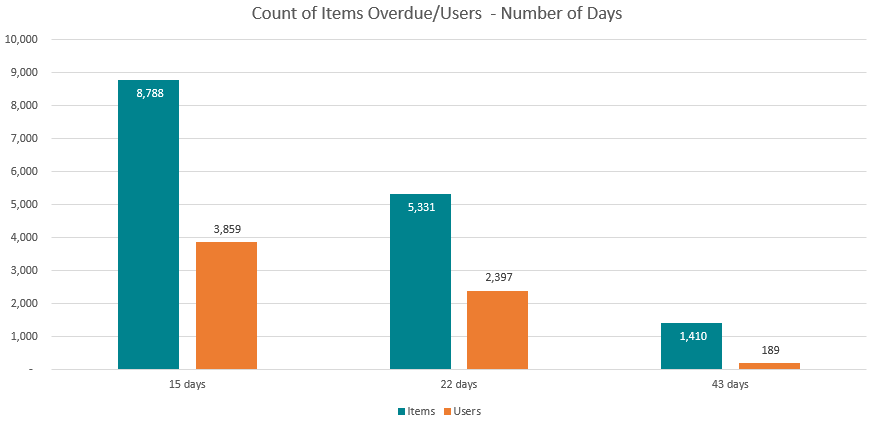 Count of Items Overdue/Users - Number of Days
10,000
9,000
8,000
7,000
6,000
5,000
4,000
3,000
2,000
1,000
-
8,788
3,859
5,331
2,397
1,410
189
15 days
22 days
43 days
Items
Users